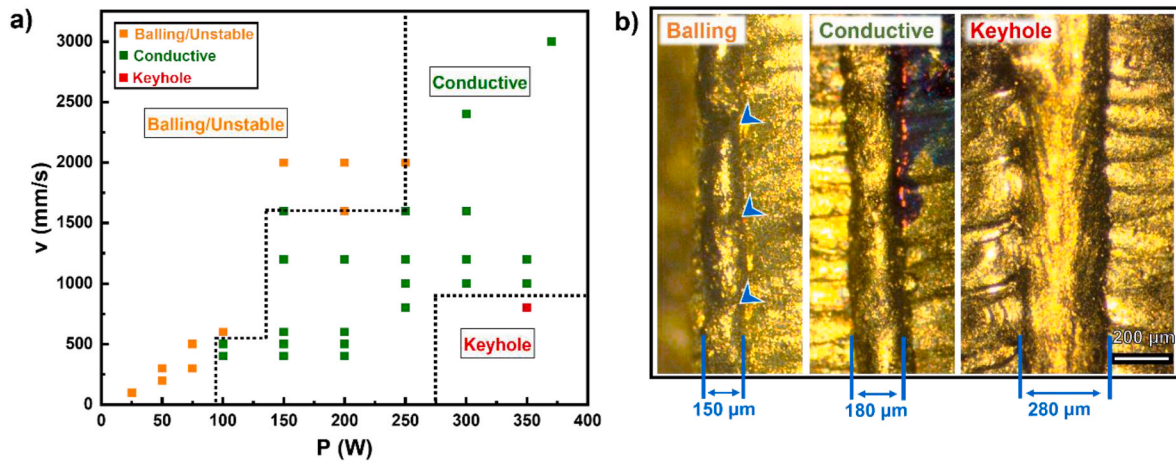 a)
Balling/Unstable
Conductive
Keyhole
Balling/Unstable
Conductive
Keyhole
v (mm/s)
3000
2500
2000
1500
1000
500
0
0 50 100 150 200 250 300 350 400
P (W)
b)
Balling
Conductive
Keyhole
200 µm
150 µm
180 µm
280 µm